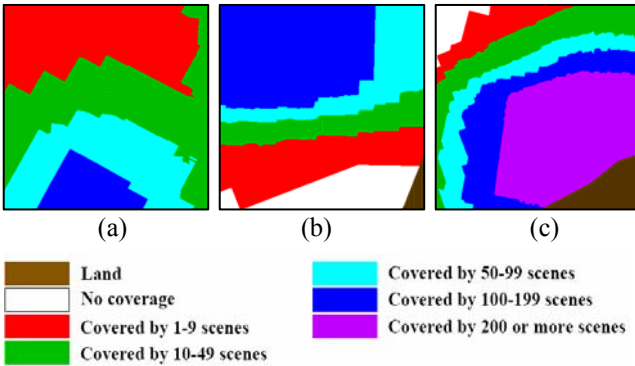 (a) (b) (c)
Land
No coverage
Covered by 1-9 scenes
Covered by 10-49 scenes
Covered by 50-99 scenes
Covered by 100-199 scenes
Covered by 200 or more scenes